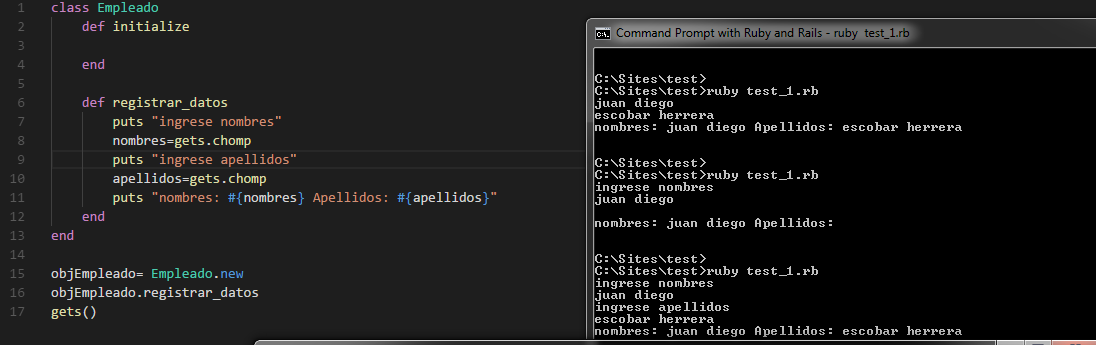 1 class Empleado
2     def initialize
3
4     end
5
6     def registrar_datos
7         puts "ingrese nombres"
8         nombres=gets.chomp
9         puts "ingrese apellidos"
10         apellidos=gets.chomp
11         puts "nombres: #{nombres} Apellidos: #{apellidos}"
12     end
13 end
14
15 objEmpleado= Empleado.new
16 objEmpleado.registrar_datos
17 gets()
Command Prompt with Ruby and Rails - ruby test_1.rb
C:\Sites\test>
C:\Sites\test>ruby test_1.rb
juan diego
escobar herrera
nombres: juan diego Apellidos: escobar herrera
C:\Sites\test>
C:\Sites\test>ruby test_1.rb
ingrese nombres
juan diego
nombres: juan diego Apellidos:
C:\Sites\test>
C:\Sites\test>ruby test_1.rb
ingrese nombres
juan diego
ingrese apellidos
escobar herrera
nombres: juan diego Apellidos: escobar herrera